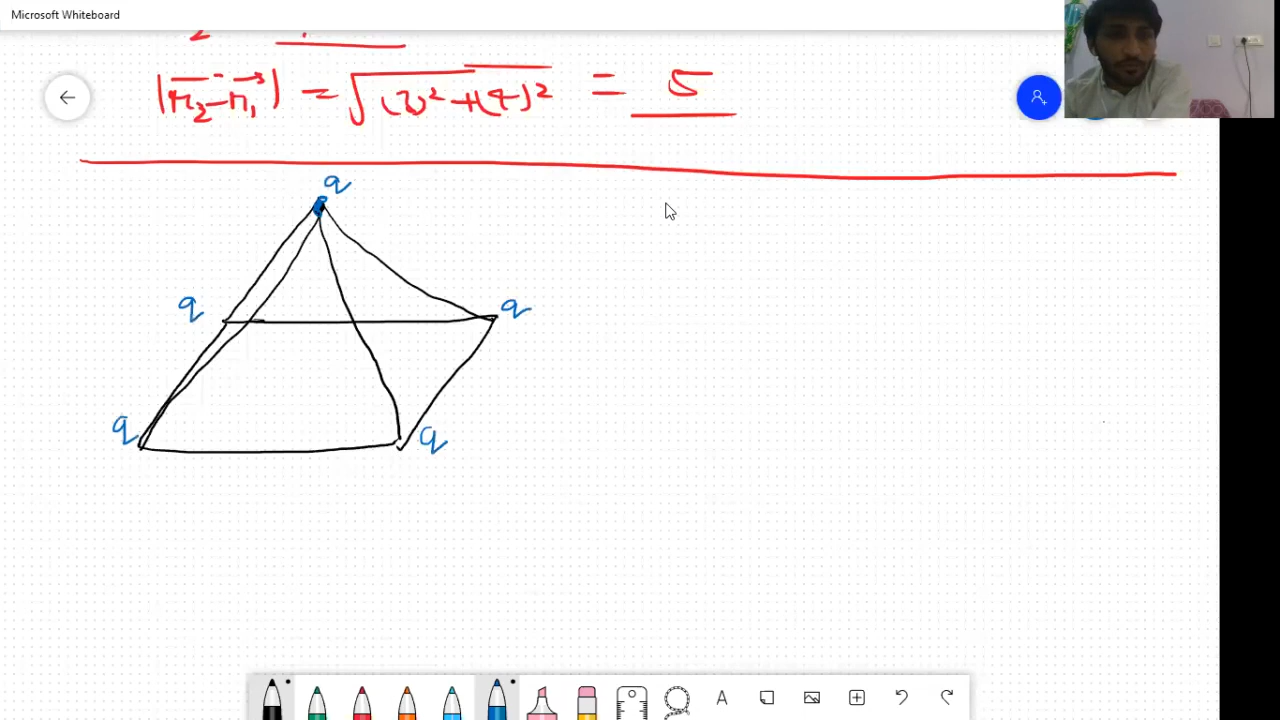 Microsoft Whiteboard
|r₂ - r₁| = √(3)² + (4)² = 5
q
q q
q q
A